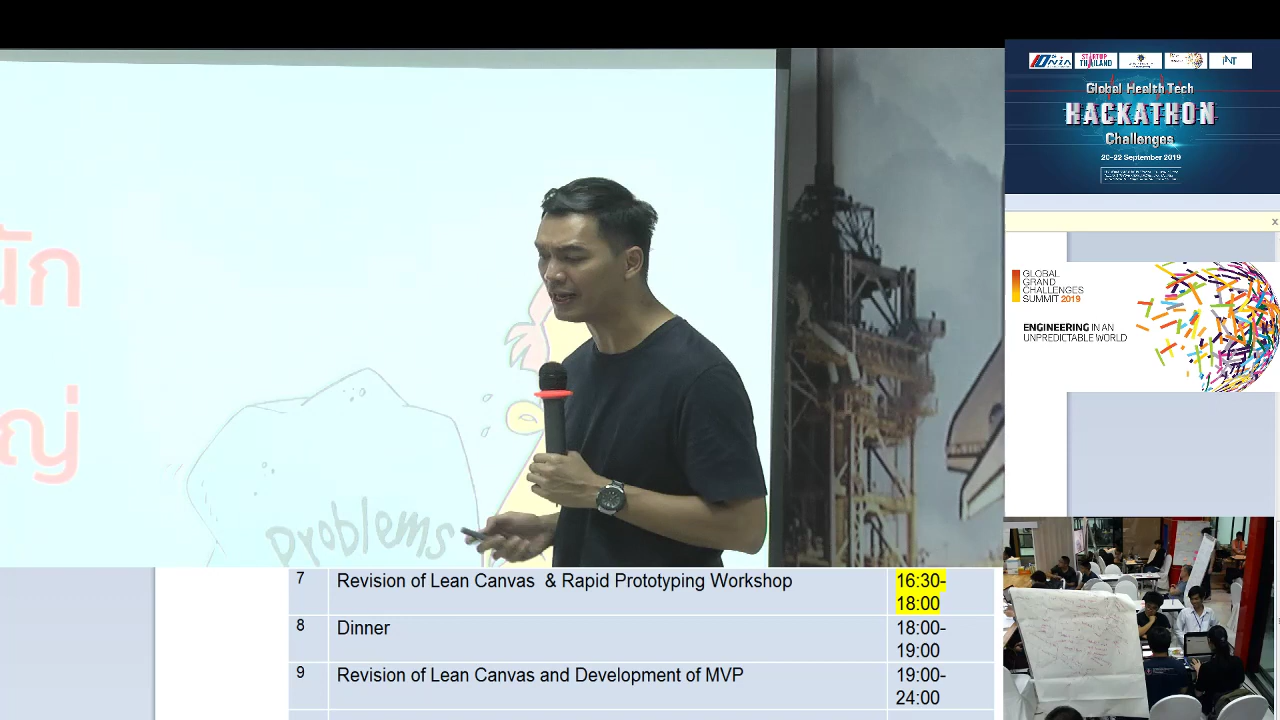 นัก
ญ่
Problems
7 Revision of Lean Canvas & Rapid Prototyping Workshop 16:30-
18:00
8 Dinner 18:00-
19:00
9 Revision of Lean Canvas and Development of MVP 19:00-
24:00
NIA
STARTUP
THAILAND
iNT
Global Health Tech
HACKATHON
Challenges
20-22 September 2019
x
GLOBAL
GRAND
CHALLENGES
SUMMIT 2019
ENGINEERING IN AN
UNPREDICTABLE WORLD